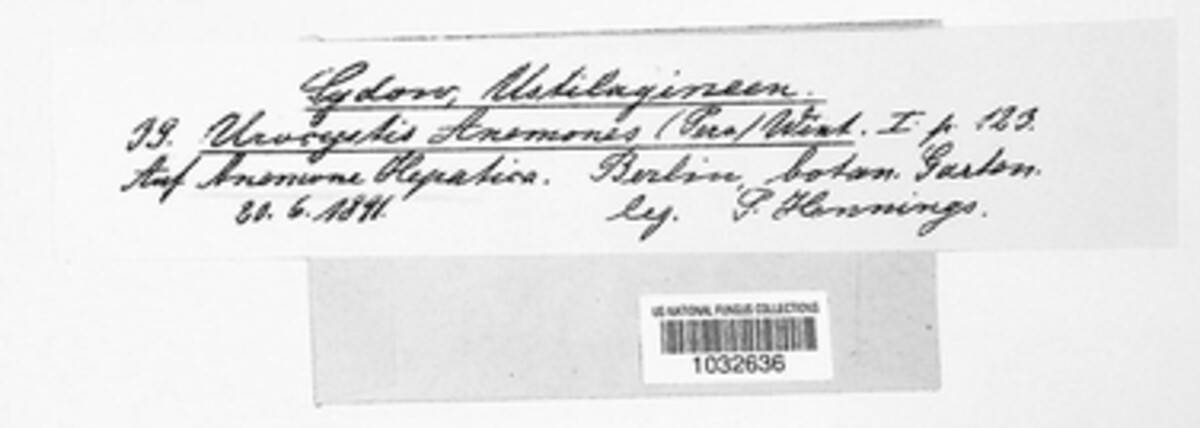 Sydow, Ustilagineen.
39. Urocystis Anemones (Pers) Wint. I. p. 123.
Auf Anemone Hepatica. Berlin, botan. Garten.
20. 6. 1891. leg. P. Hennings.
US NATIONAL FUNGUS COLLECTIONS
1032636